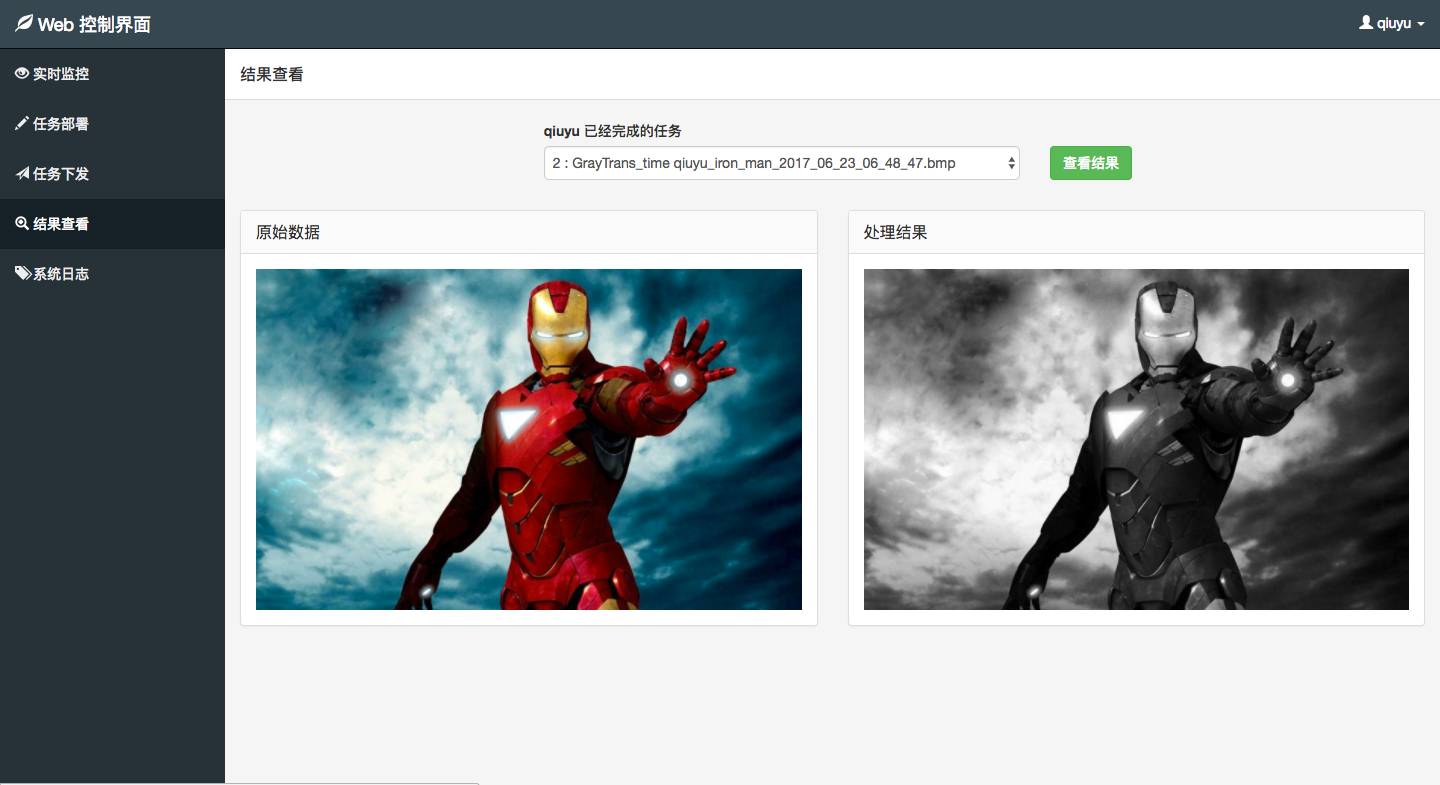 Web 控制界面
qiuyu
实时监控
任务部署
任务下发
结果查看
系统日志
结果查看
qiuyu 已经完成的任务
2 : GrayTrans_time qiuyu_iron_man_2017_06_23_06_48_47.bmp
查看结果
原始数据
处理结果